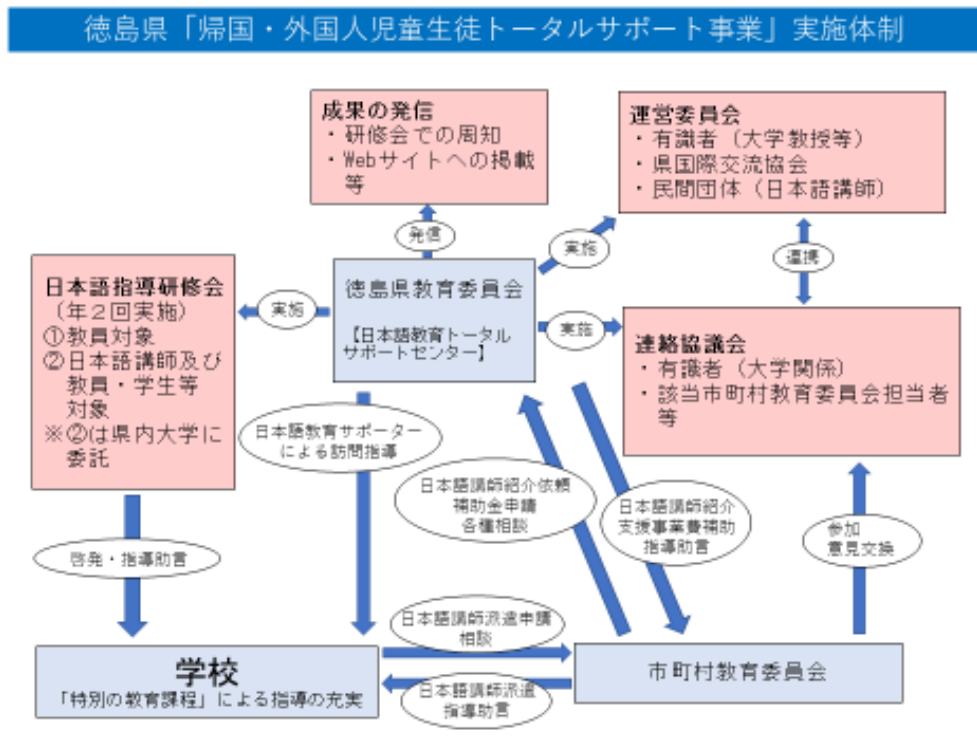 徳島県「帰国・外国人児童生徒トータルサポート事業」実施体制
成果の発信
・研修会での周知
・Webサイトへの掲載
等
運営委員会
・有識者（大学教授等）
・県国際交流協会
・民間団体（日本語講師）
発信
実施
連携
日本語指導研修会
（年２回実施）
①教員対象
②日本語講師及び
教員・学生等
対象
※②は県内大学に
委託
実施
徳島県教育委員会
【日本語教育トータル
サポートセンター】
実施
連絡協議会
・有識者（大学関係）
・該当市町村教育委員会担当者
等
日本語教育サポーター
による訪問指導
日本語講師紹介依頼
補助金申請
各種相談
日本語講師紹介
支援事業費補助
指導助言
参加
意見交換
啓発・指導助言
日本語講師派遣申請
相談
学校
「特別の教育課程」による指導の充実
日本語講師派遣
指導助言
市町村教育委員会